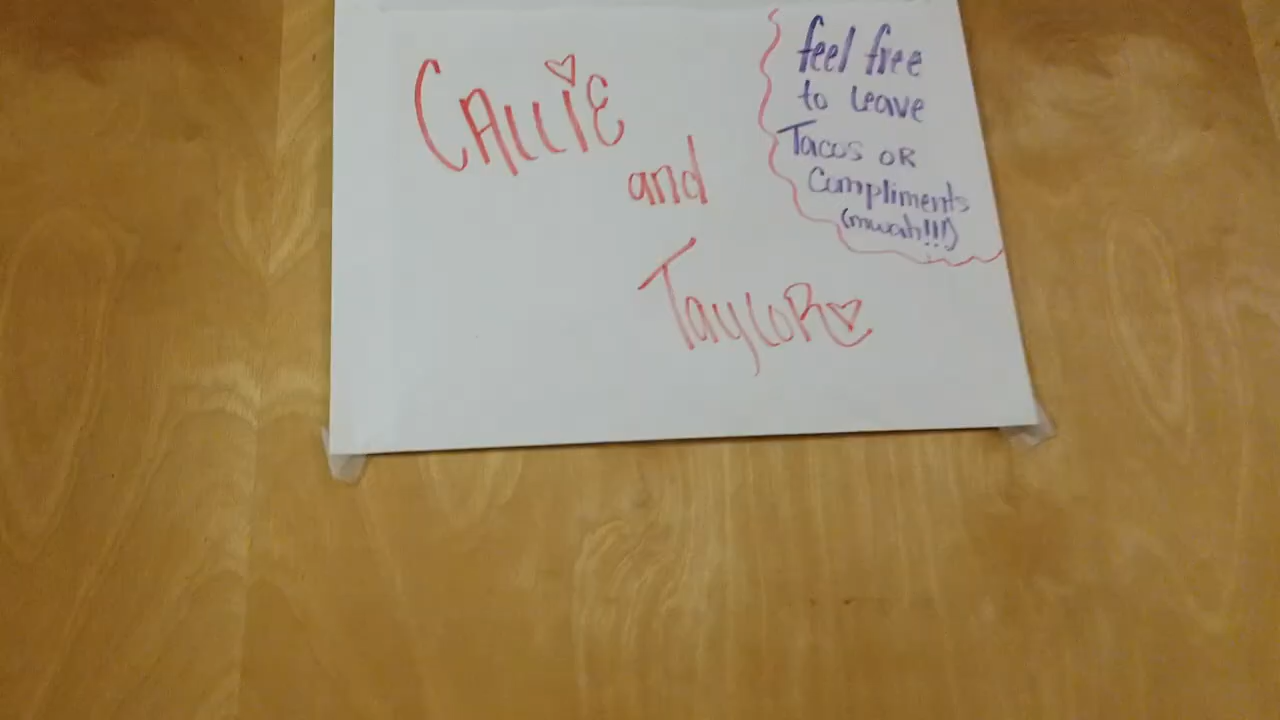 CALLiE
and
TaylOR
feel free
to leave
Tacos OR
Compliments
(mwah!!!)